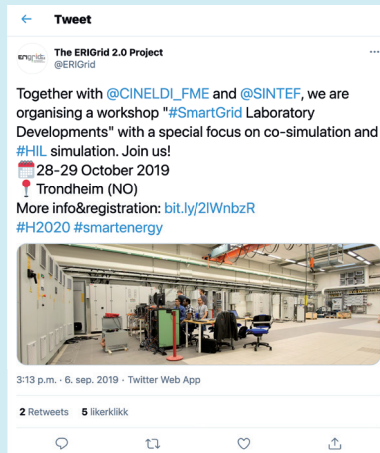 Tweet
The ERIGrid 2.0 Project
@ERIGrid
Together with @CINELDI_FME and @SINTEF, we are
organising a workshop "#SmartGrid Laboratory
Developments" with a special focus on co-simulation and
#HIL simulation. Join us!
28-29 October 2019
Trondheim (NO)
More info&registration: bit.ly/2lWnbzR
#H2020 #smartenergy
3:13 p.m. · 6. sep. 2019 · Twitter Web App
2 Retweets 5 likerklikk